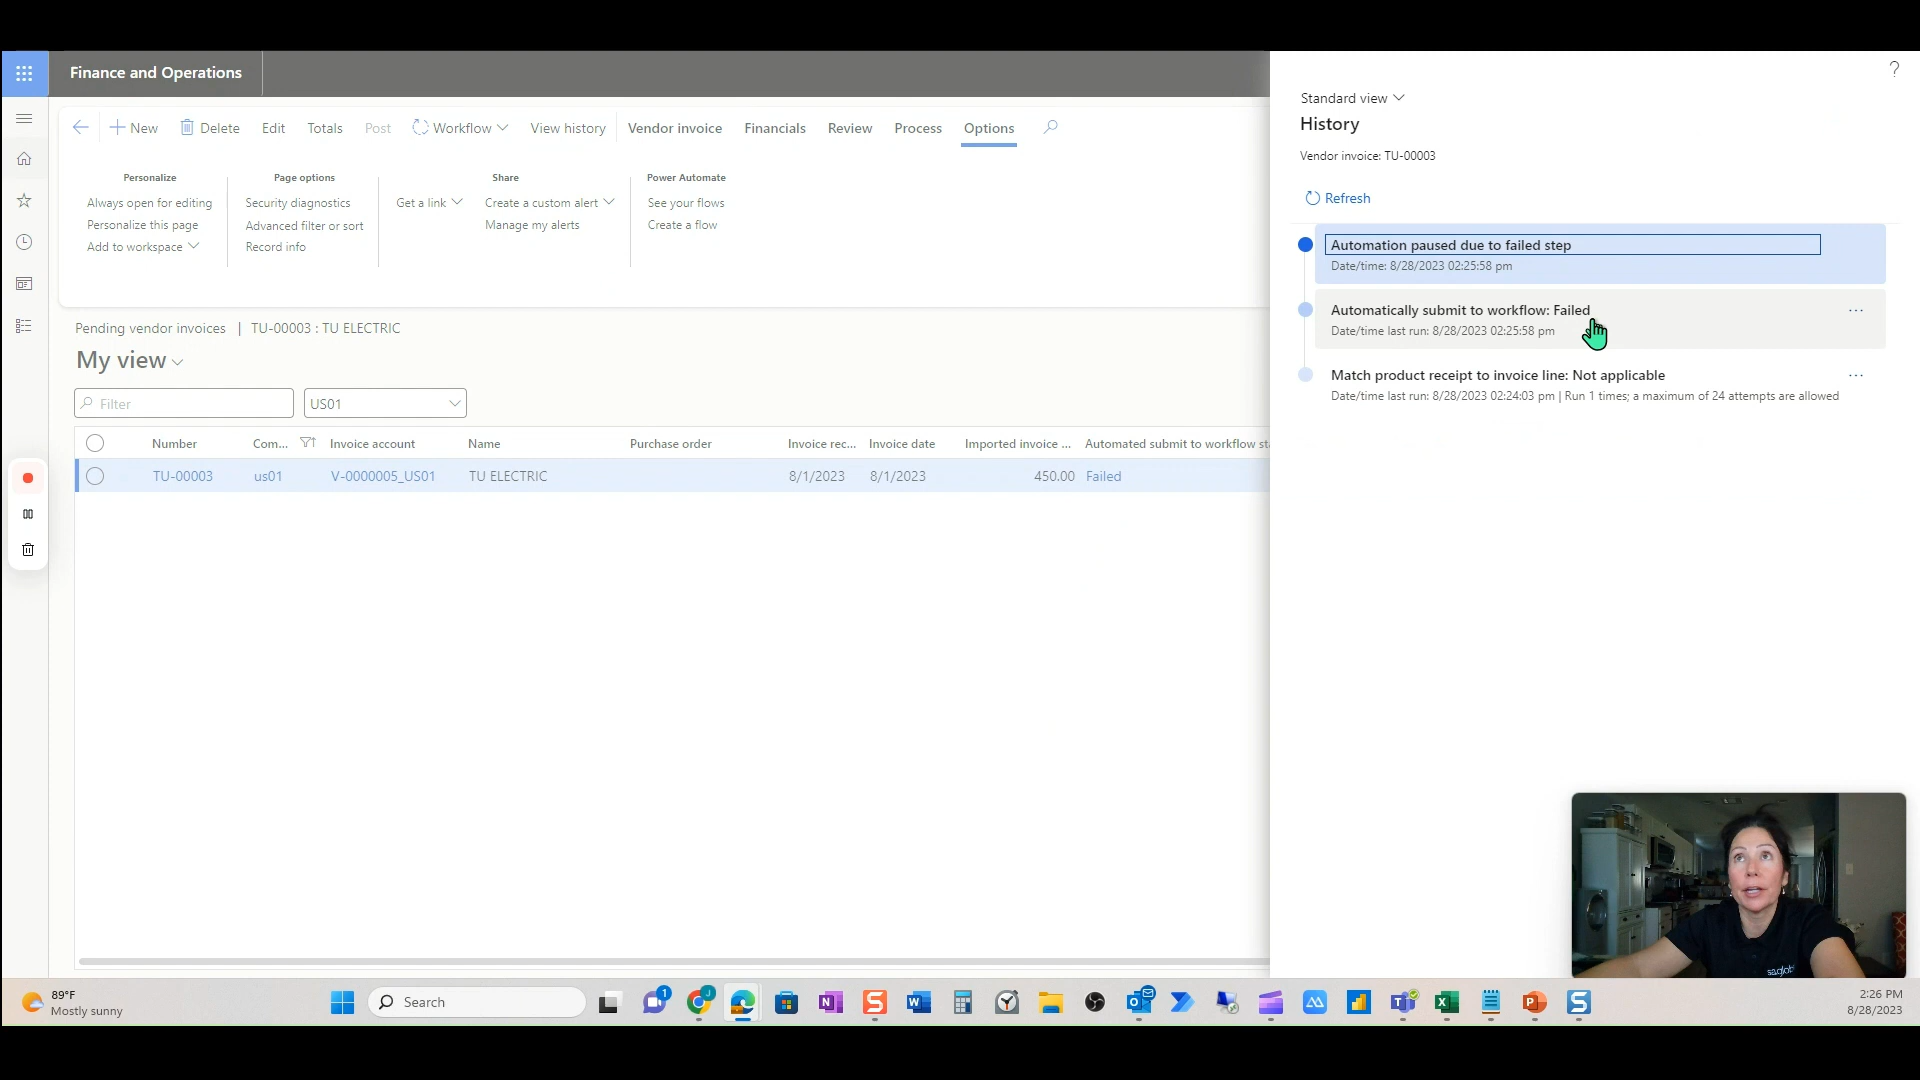 Finance and Operations
New
Delete
Edit
Totals
Post
Workflow
View history
Vendor invoice
Financials
Review
Process
Options
Personalize
Always open for editing
Personalize this page
Add to workspace
Page options
Security diagnostics
Advanced filter or sort
Record info
Share
Get a link
Create a custom alert
Manage my alerts
Power Automate
See your flows
Create a flow
Pending vendor invoices | TU-00003 : TU ELECTRIC
My view
Filter
US01
Number Com... Invoice account Name Purchase order Invoice rec... Invoice date Imported invoice ... Automated submit to workflow st
TU-00003 us01 V-0000005_US01 TU ELECTRIC 8/1/2023 8/1/2023 450.00 Failed
?
Standard view
History
Vendor invoice: TU-00003
Refresh
Automation paused due to failed step
Date/time: 8/28/2023 02:25:58 pm
Automatically submit to workflow: Failed
...
Date/time last run: 8/28/2023 02:25:58 pm
Match product receipt to invoice line: Not applicable
...
Date/time last run: 8/28/2023 02:24:03 pm | Run 1 times; a maximum of 24 attempts are allowed
saglobal
89°F
Mostly sunny
Search
1
J
N
S
W
O
T
X
P
S
2:26 PM
8/28/2023